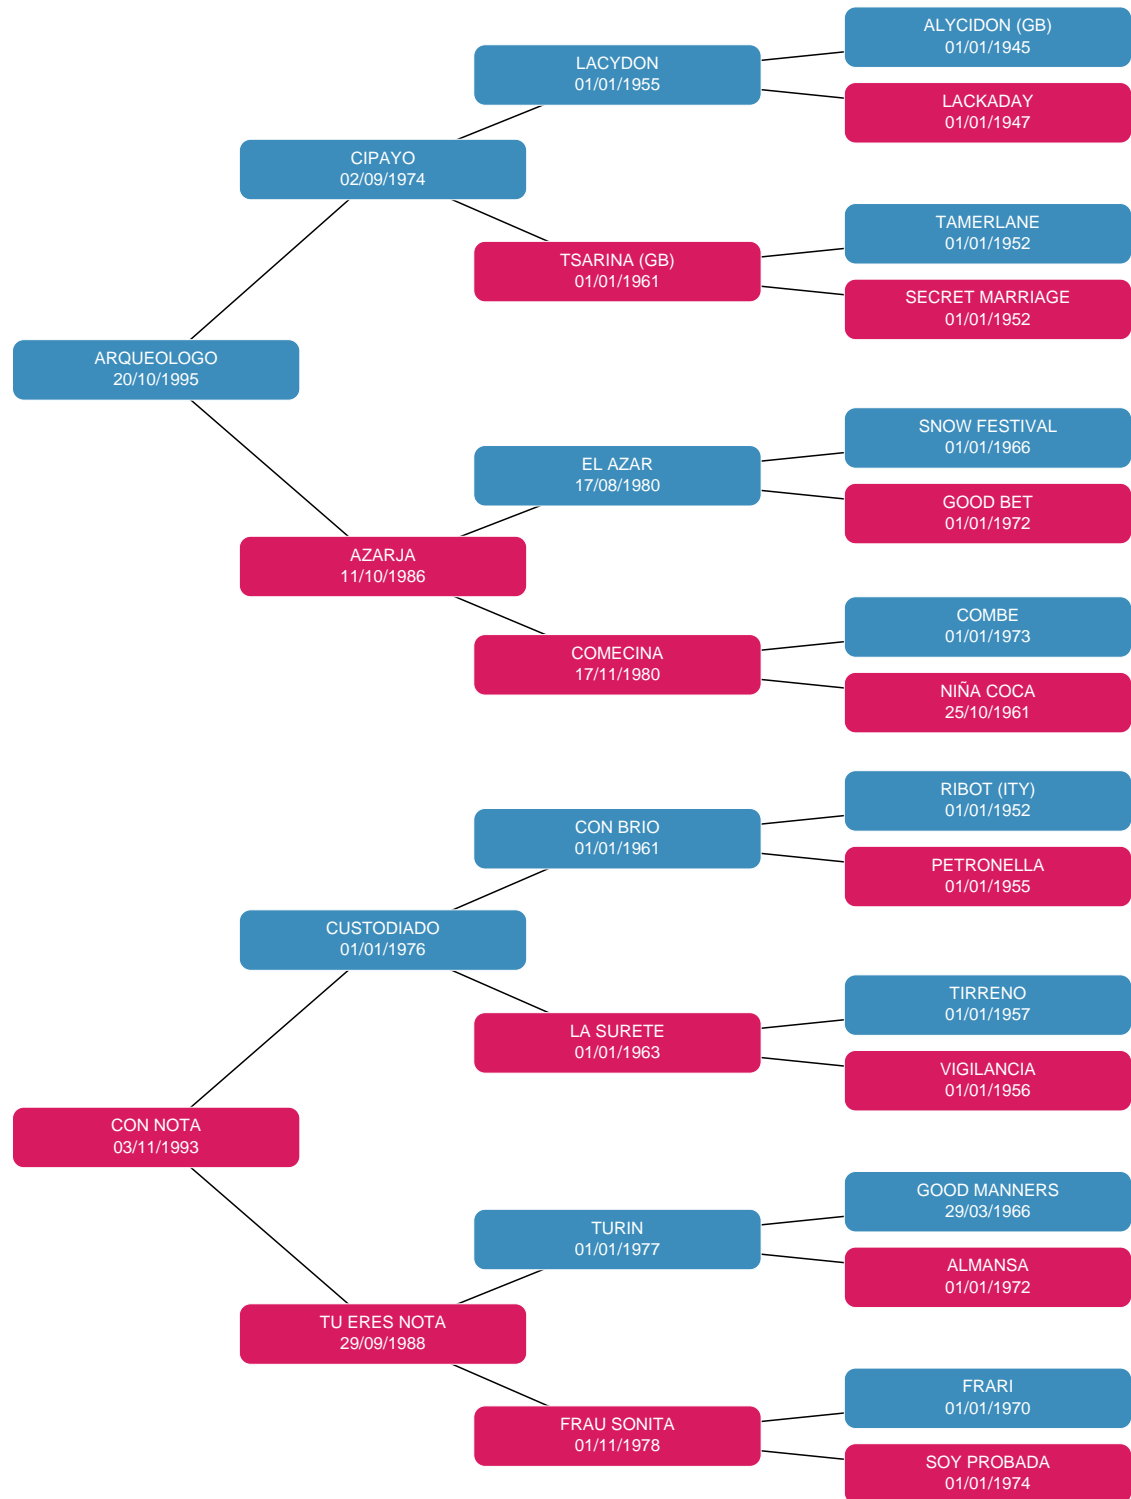 ALYCIDON (GB)
01/01/1945
LACYDON
01/01/1955
LACKADAY
01/01/1947
CIPAYO
02/09/1974
TAMERLANE
01/01/1952
TSARINA (GB)
01/01/1961
SECRET MARRIAGE
01/01/1952
ARQUEOLOGO
20/10/1995
SNOW FESTIVAL
01/01/1966
EL AZAR
17/08/1980
GOOD BET
01/01/1972
AZARJA
11/10/1986
COMBE
01/01/1973
COMECINA
17/11/1980
NIÑA COCA
25/10/1961
RIBOT (ITY)
01/01/1952
CON BRIO
01/01/1961
PETRONELLA
01/01/1955
CUSTODIADO
01/01/1976
TIRRENO
01/01/1957
LA SURETE
01/01/1963
VIGILANCIA
01/01/1956
CON NOTA
03/11/1993
GOOD MANNERS
29/03/1966
TURIN
01/01/1977
ALMANSA
01/01/1972
TU ERES NOTA
29/09/1988
FRARI
01/01/1970
FRAU SONITA
01/11/1978
SOY PROBADA
01/01/1974